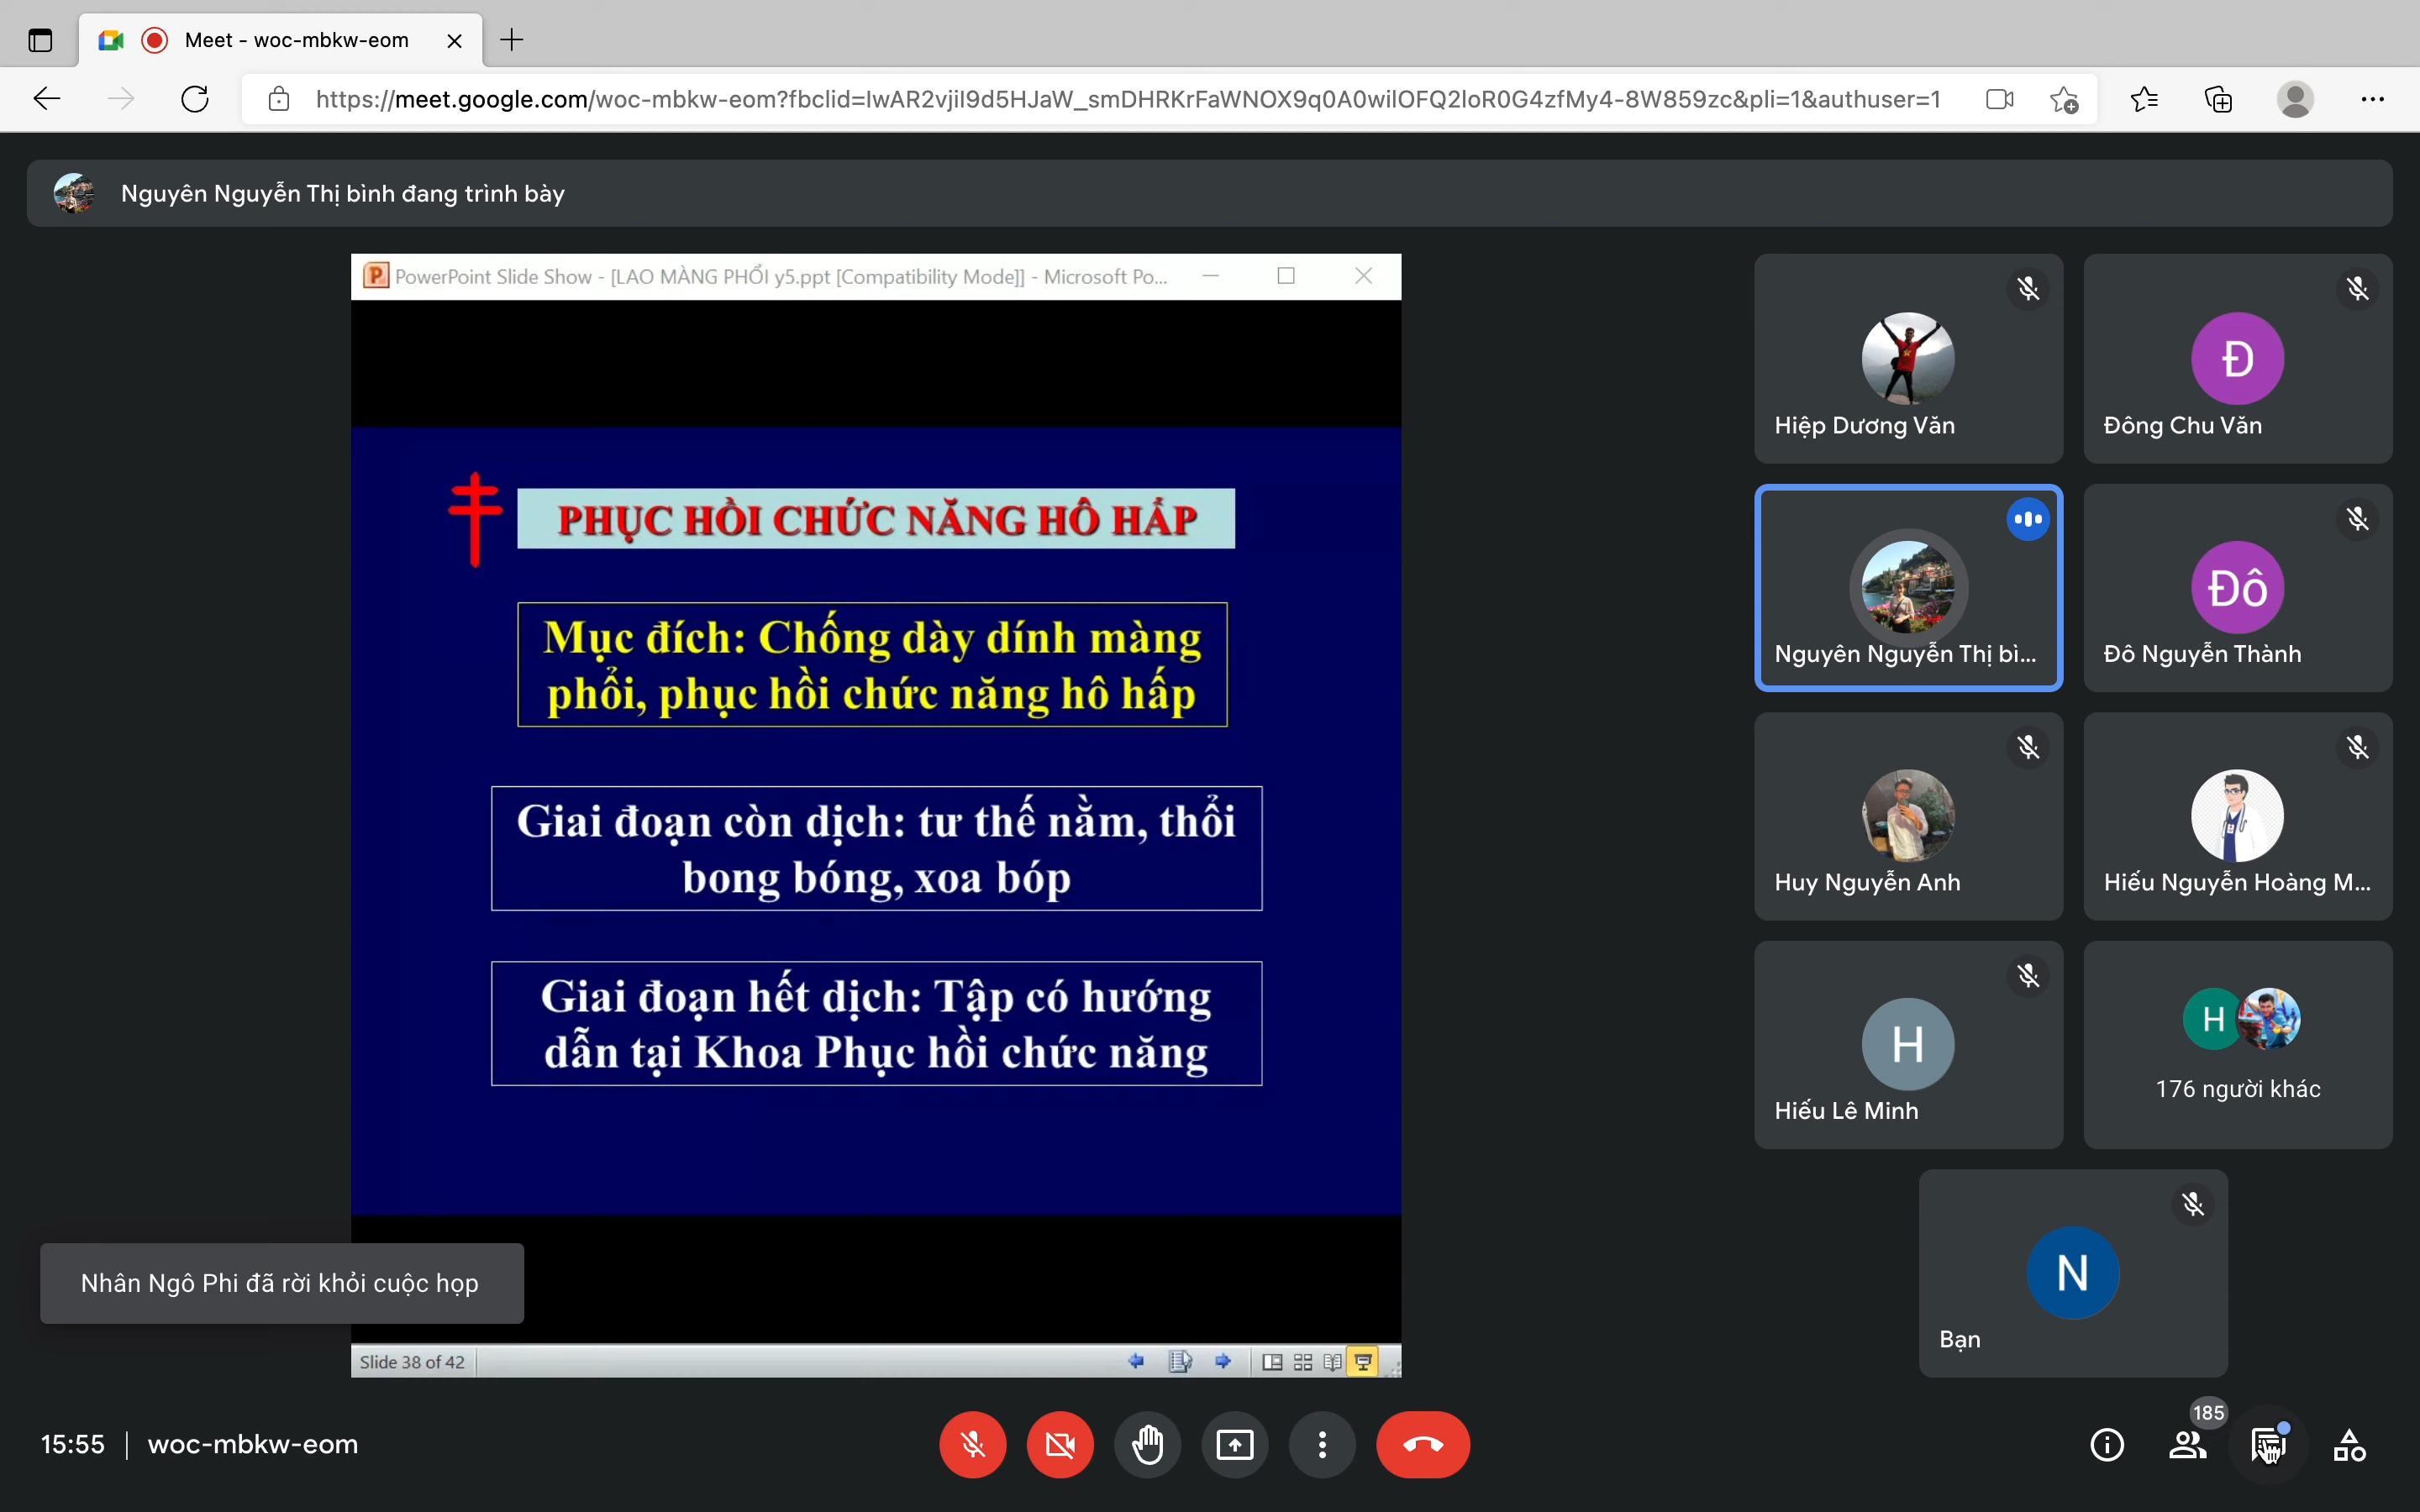 Meet - woc-mbkw-eom
https://meet.google.com/woc-mbkw-eom?fbclid=IwAR2vjil9d5HJaW_smDHRKrFaWNOX9q0A0wilOFQ2loR0G4zfMy4-8W859zc&pli=1&authuser=1
Nguyên Nguyễn Thị bình đang trình bày
PowerPoint Slide Show - [LAO MÀNG PHỔI y5.ppt [Compatibility Mode]] - Microsoft Po...
PHỤC HỒI CHỨC NĂNG HÔ HẤP
Mục đích: Chống dày dính màng
phổi, phục hồi chức năng hô hấp
Giai đoạn còn dịch: tư thế nằm, thổi
bong bóng, xoa bóp
Giai đoạn hết dịch: Tập có hướng
dẫn tại Khoa Phục hồi chức năng
Slide 38 of 42
Nhân Ngô Phi đã rời khỏi cuộc họp
Hiệp Dương Văn
Đ
Đông Chu Văn
Nguyên Nguyễn Thị bì...
Đô
Đô Nguyễn Thành
Huy Nguyễn Anh
Hiếu Nguyễn Hoàng M...
H
Hiếu Lê Minh
H
176 người khác
N
Bạn
15:55 | woc-mbkw-eom
185